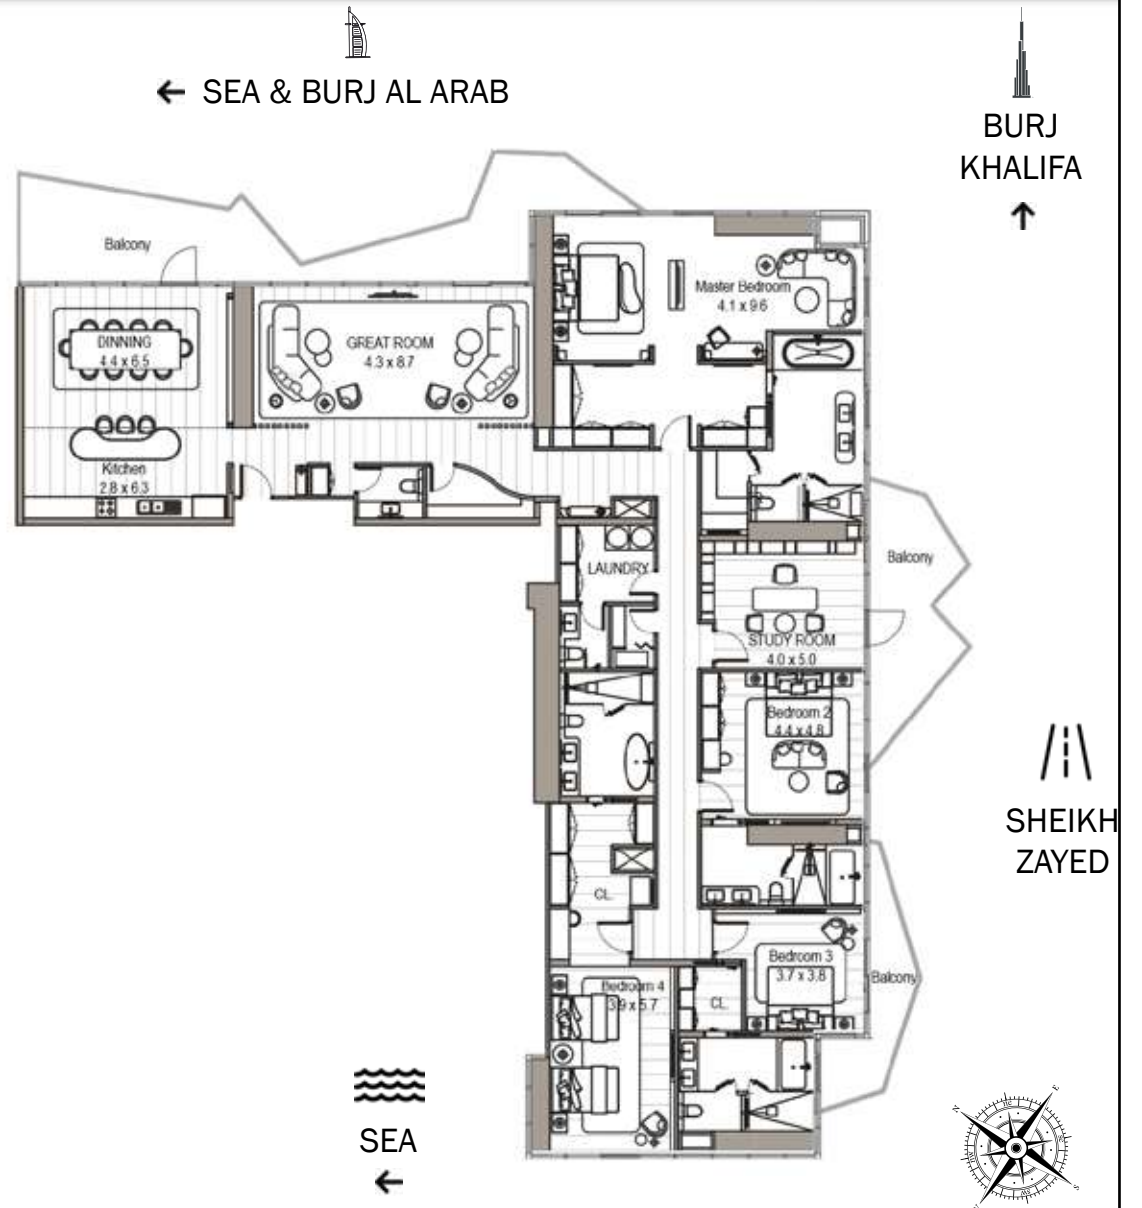 ← SEA & BURJ AL ARAB
BURJ
KHALIFA
↑
Balcony
Master Bedroom
4.1 x 9.6
DINNING
4.4 x 6.5
GREAT ROOM
4.3 x 8.7
Kitchen
2.8 x 6.3
Balcony
LAUNDRY
STUDY ROOM
4.0 x 5.0
Bedroom 2
4.4 x 4.8
SHEIKH
ZAYED
CL.
Bedroom 3
3.7 x 3.8
Balcony
Bedroom 4
3.9 x 5.7
CL.
SEA
←
N
E
S